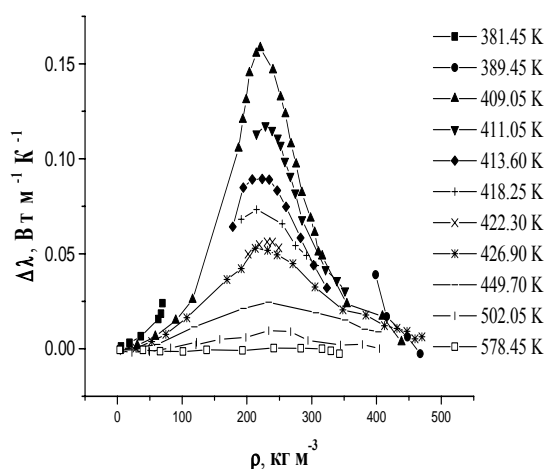 0.15
0.10
0.05
0.00
Δλ, Вт м⁻¹ К⁻¹
0 100 200 300 400 500
ρ, кг м⁻³
381.45 K
389.45 K
409.05 K
411.05 K
413.60 K
418.25 K
422.30 K
426.90 K
449.70 K
502.05 K
578.45 K